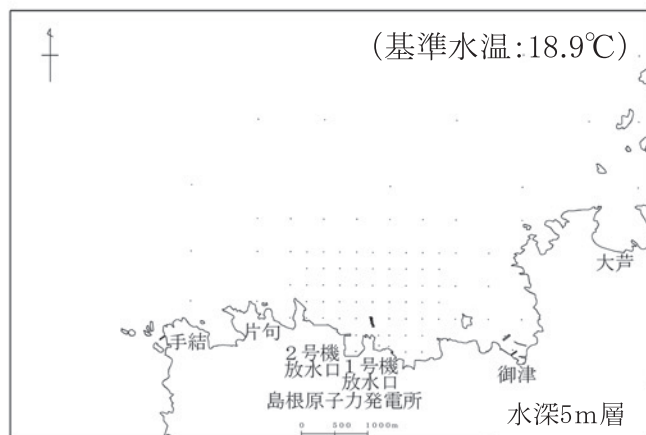 (基準水温:18.9℃)
大芦
手結
片句
2号機
放水口
1号機
放水口
御津
島根原子力発電所
水深5m層
0 500 1000m